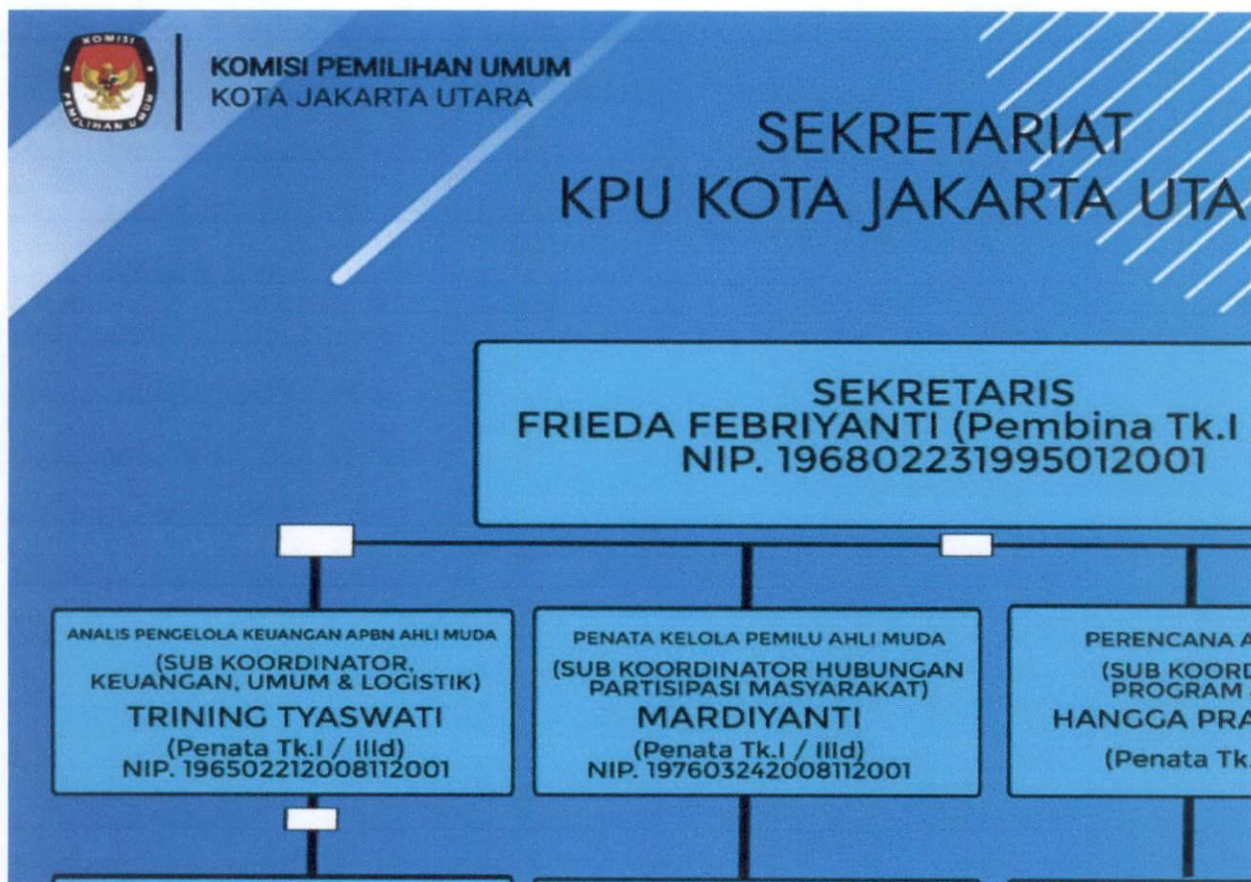 KOMISI
PEMILIHAN UMUM
KOMISI PEMILIHAN UMUM
KOTA JAKARTA UTARA
SEKRETARIAT
KPU KOTA JAKARTA UTA
SEKRETARIS
FRIEDA FEBRIYANTI (Pembina Tk.I
NIP. 196802231995012001
ANALIS PENGELOLA KEUANGAN APBN AHLI MUDA
(SUB KOORDINATOR,
KEUANGAN, UMUM & LOGISTIK)
TRINING TYASWATI
(Penata Tk.I / IIId)
NIP. 196502212008112001
PENATA KELOLA PEMILU AHLI MUDA
(SUB KOORDINATOR HUBUNGAN
PARTISIPASI MASYARAKAT)
MARDIYANTI
(Penata Tk.I / IIId)
NIP. 197603242008112001
PERENCANA A
(SUB KOORD
PROGRAM
HANGGA PRA
(Penata Tk.